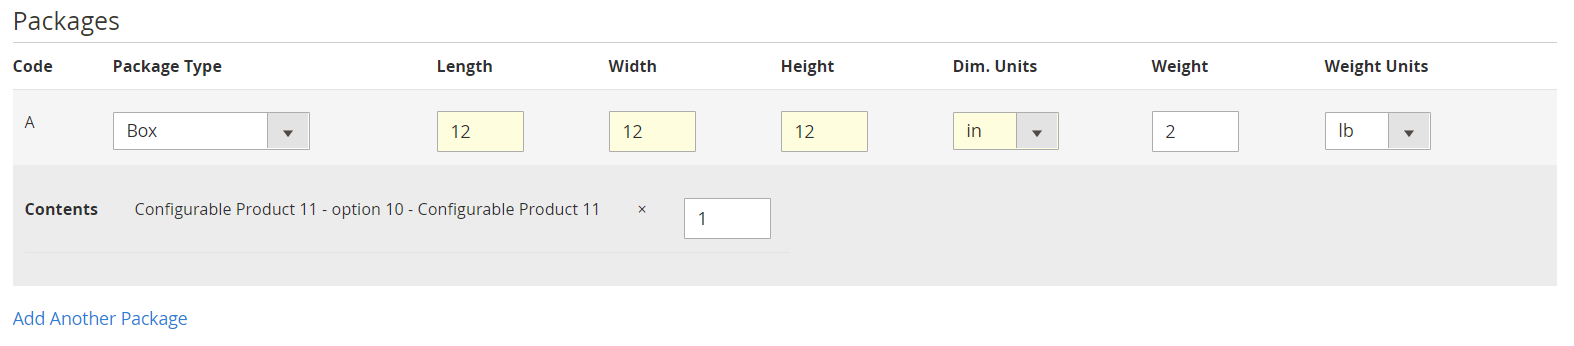 Packages
Code Package Type Length Width Height Dim. Units Weight Weight Units
A Box 12 12 12 in 2 lb
Contents Configurable Product 11 - option 10 - Configurable Product 11 × 1
Add Another Package